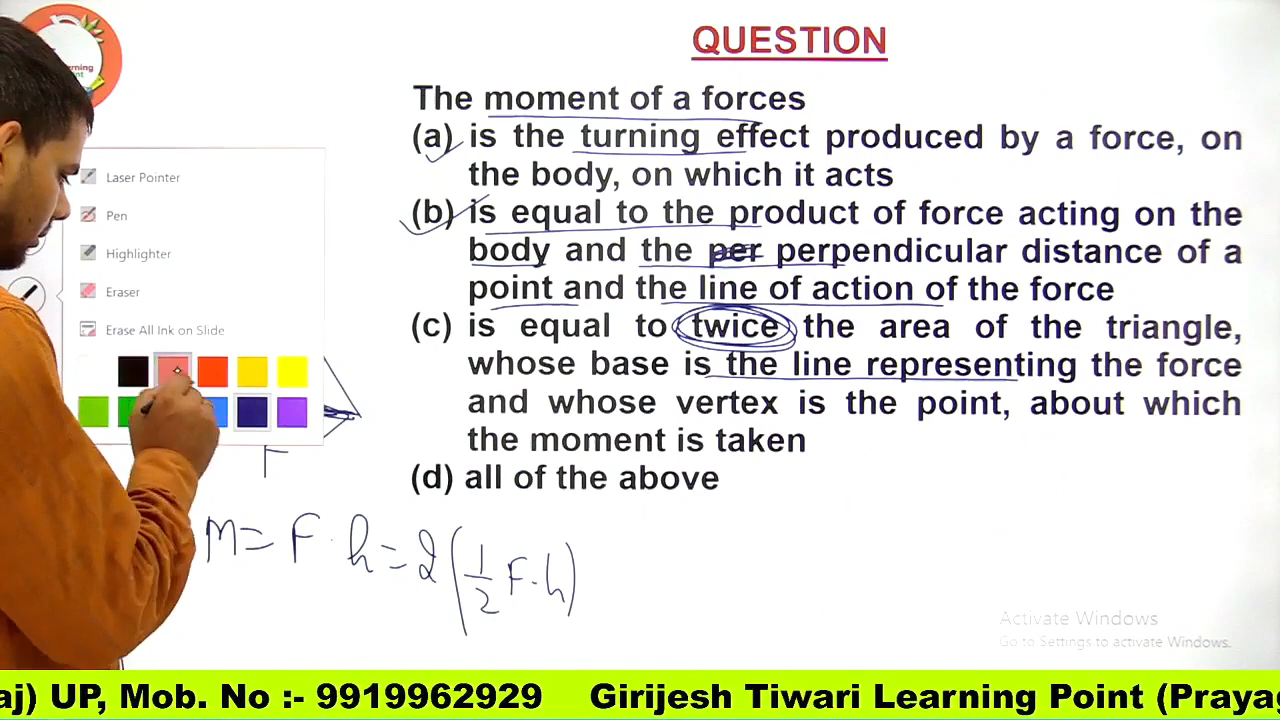 QUESTION
The moment of a forces
(a) is the turning effect produced by a force, on
the body, on which it acts
(b) is equal to the product of force acting on the
body and the per perpendicular distance of a
point and the line of action of the force
(c) is equal to twice the area of the triangle,
whose base is the line representing the force
and whose vertex is the point, about which
the moment is taken
(d) all of the above
Laser Pointer
Pen
Highlighter
Eraser
Erase All Ink on Slide
F
M = F · h = 2 (1/2 F · h)
Activate Windows
Go to Settings to activate Windows.
aj) UP, Mob. No :- 9919962929 Girijesh Tiwari Learning Point (Prayag